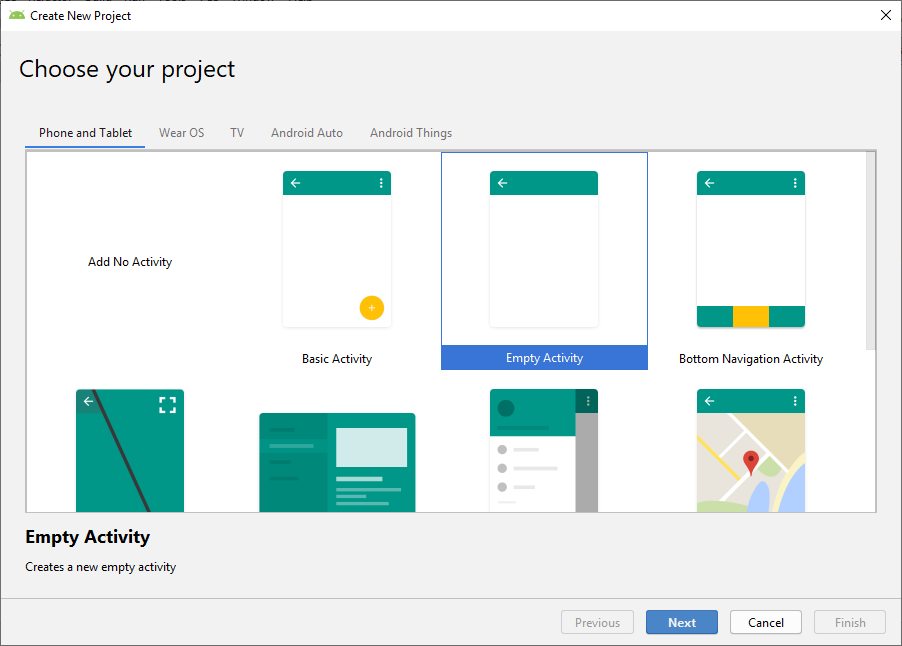 Create New Project
Choose your project
Phone and Tablet Wear OS TV Android Auto Android Things
Add No Activity
Basic Activity Empty Activity Bottom Navigation Activity
Empty Activity
Creates a new empty activity
Previous Next Cancel Finish